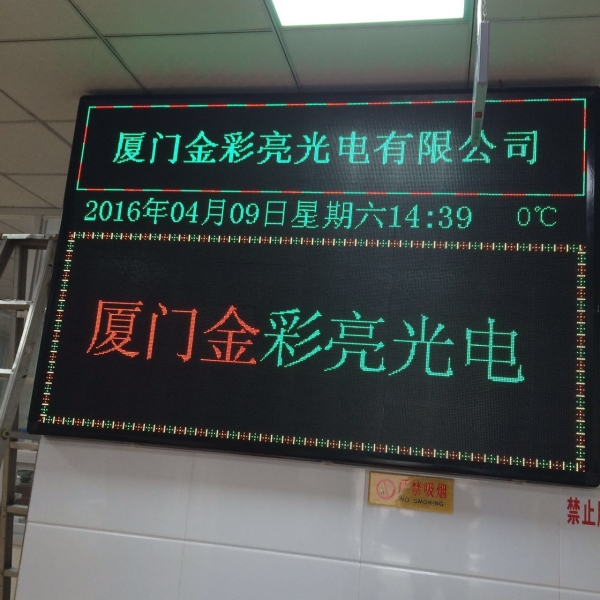 厦门金彩亮光电有限公司
2016年04月09日星期六14:39 0℃
厦门金彩亮光电
严禁吸烟
NO SMOKING
禁止